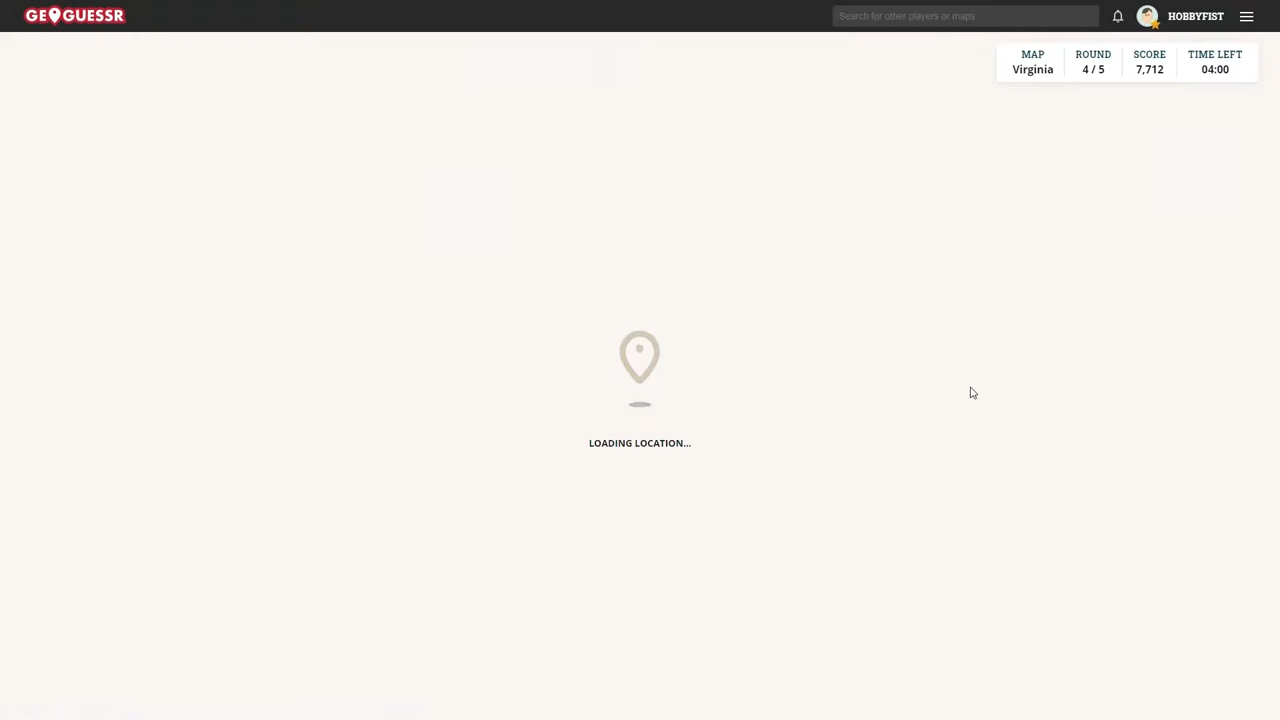 GEOGUESSR
Search for other players or maps
HOBBYFIST
MAP ROUND SCORE TIME LEFT
Virginia 4 / 5 7,712 04:00
LOADING LOCATION...